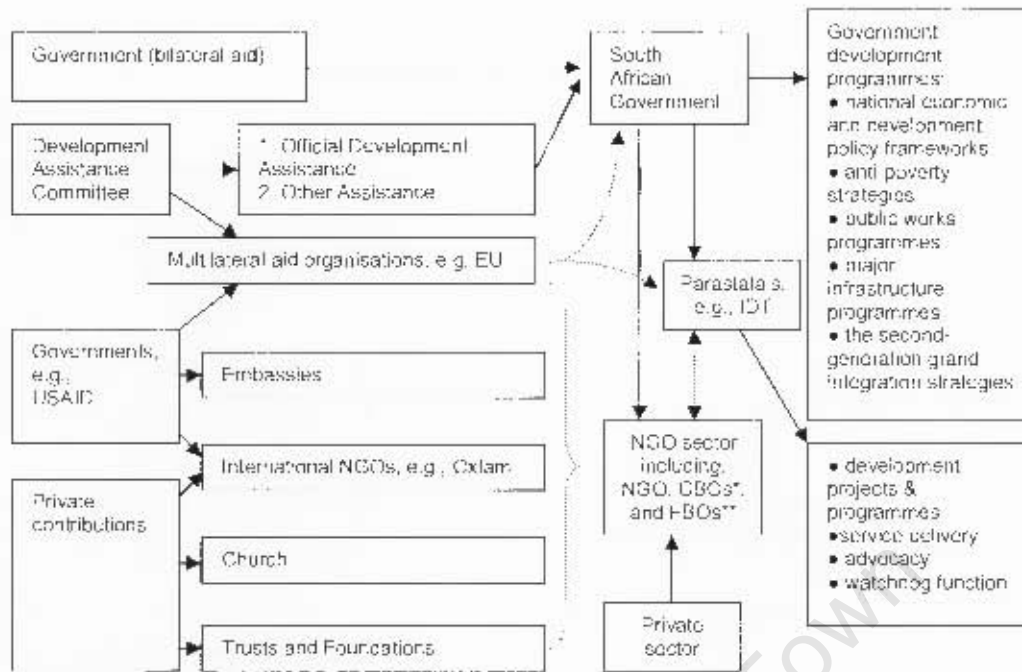 Government (bilateral aid)
South
African
Government
Government
development
programmes:
• national economic
and development
policy frameworks
• anti poverty
strategies
• public works
programmes
• major
infrastructure
programmes
• the second-
generation grand
integration strategies
Development
Assistance
Committee
1. Official Development
Assistance
2. Other Assistance
Multilateral aid organisations, e.g. EU
Parastatals,
e.g., IDT
Governments,
e.g.,
USAID
Embassies
International NGOs, e.g., Oxfam
NGO sector
including,
NGO, CBOs*,
and FBOs**
• development
projects &
programmes
•service delivery
• advocacy
• watchdog function
Private
contributions
Church
Trusts and Foundations
Private
sector
Town